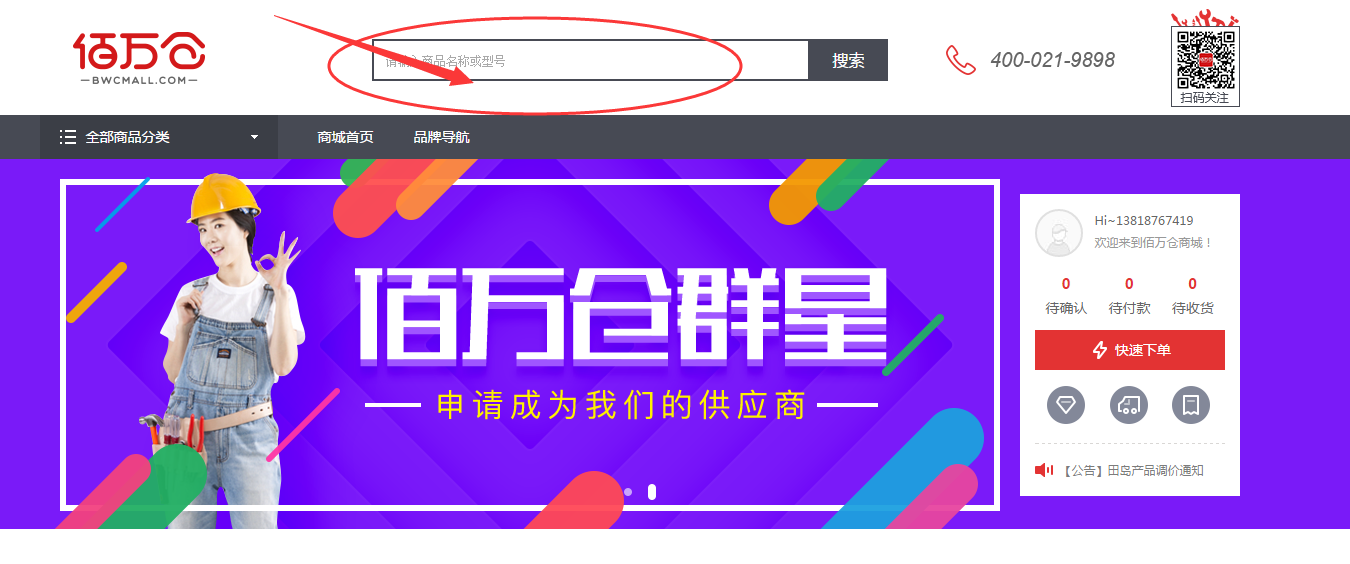 佰万仓
BWCMALL.COM
请输入商品名称或型号
搜索
400-021-9898
扫码关注
全部商品分类
商城首页
品牌导航
佰万仓群星
申请成为我们的供应商
Hi~13818767419
欢迎来到佰万仓商城！
0 0 0
待确认 待付款 待收货
快速下单
【公告】田岛产品调价通知